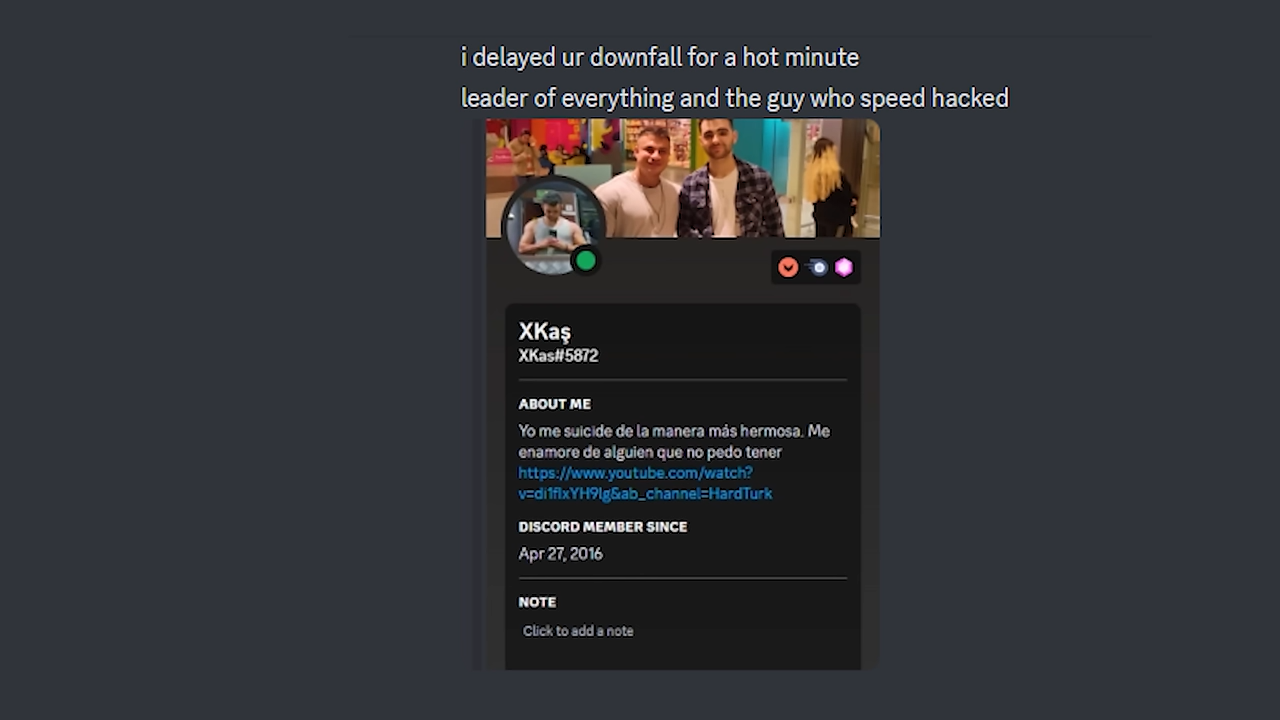 i delayed ur downfall for a hot minute
leader of everything and the guy who speed hacked
XKaş
XKas#5872
ABOUT ME
Yo me suicide de la manera más hermosa. Me
enamore de alguien que no pedo tener
https://www.youtube.com/watch?
v=di1flxYH9lg&ab_channel=HardTurk
DISCORD MEMBER SINCE
Apr 27, 2016
NOTE
Click to add a note